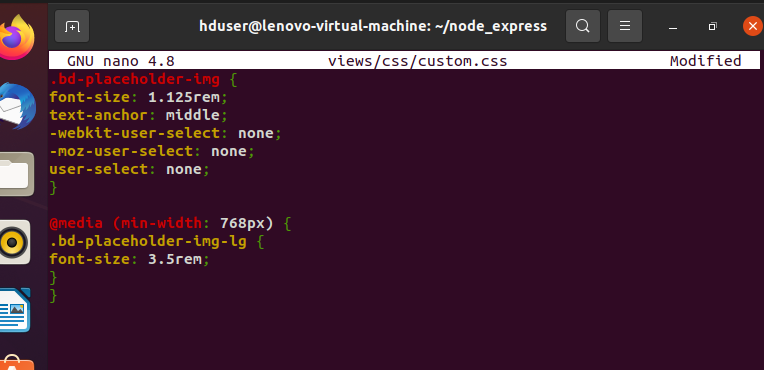 hduser@lenovo-virtual-machine: ~/node_express
GNU nano 4.8 views/css/custom.css Modified
.bd-placeholder-img {
font-size: 1.125rem;
text-anchor: middle;
-webkit-user-select: none;
-moz-user-select: none;
user-select: none;
}

@media (min-width: 768px) {
.bd-placeholder-img-lg {
font-size: 3.5rem;
}
}